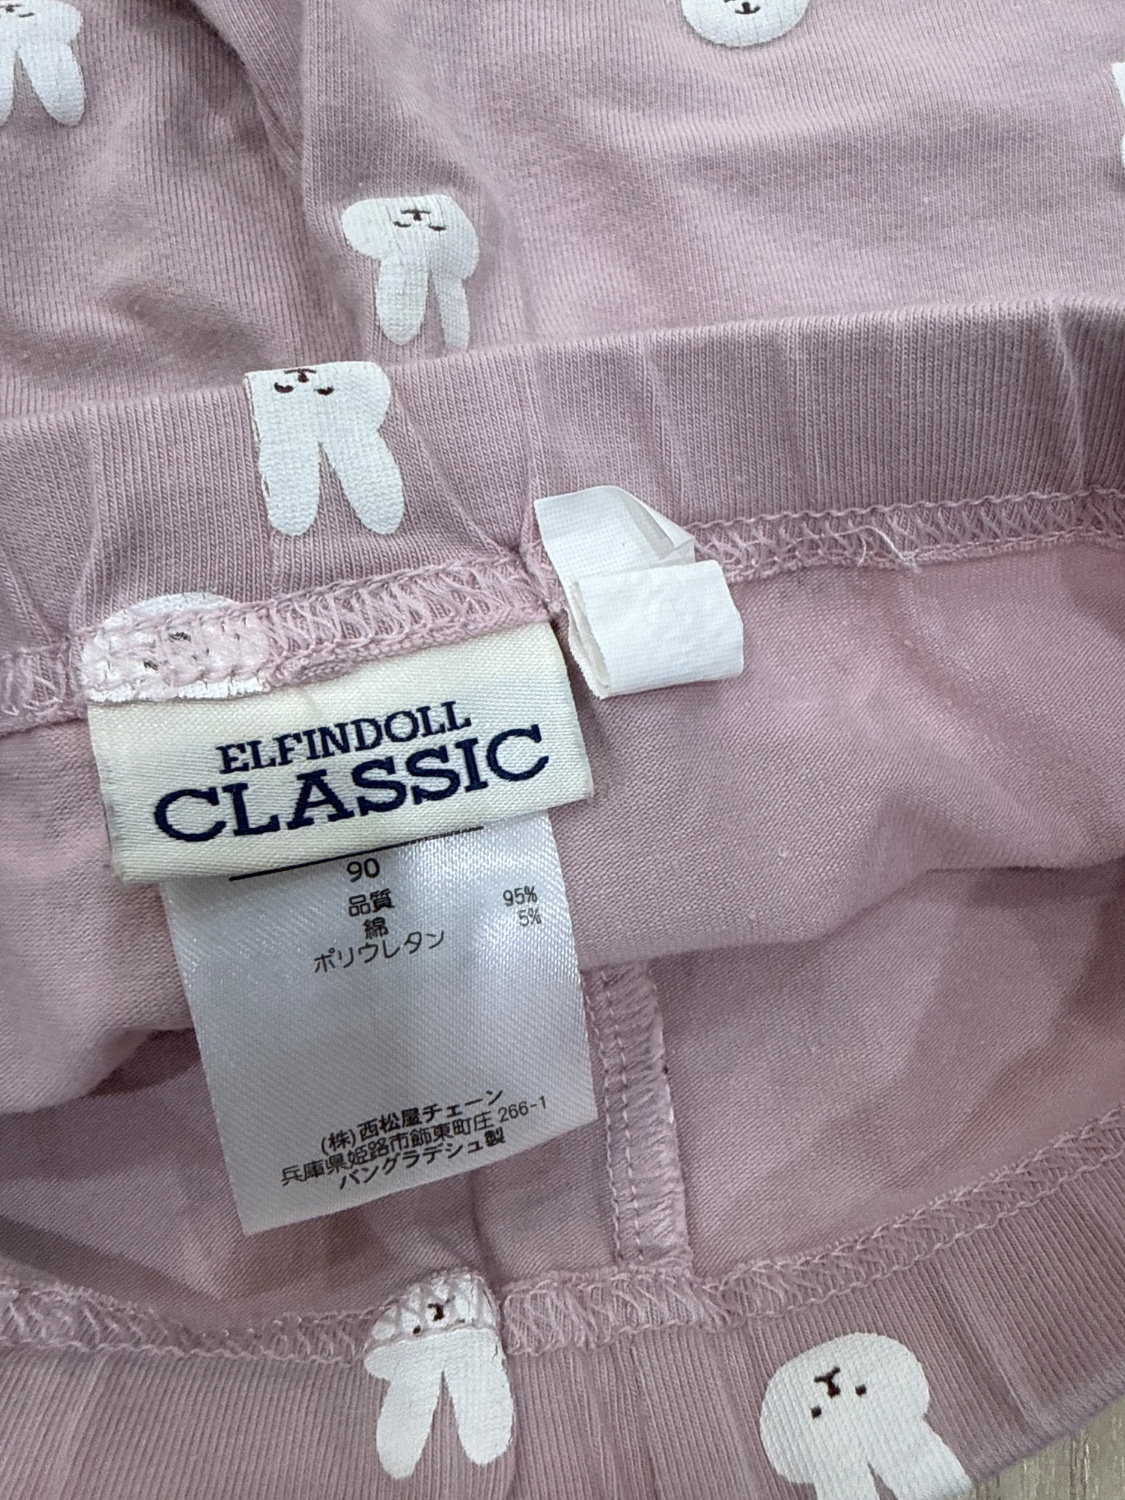 ELFINDOLL
CLASSIC
90
品質
綿 95%
ポリウレタン 5%
(株)西松屋チェーン
兵庫県姫路市飾東町庄 266-1
バングラデシュ製